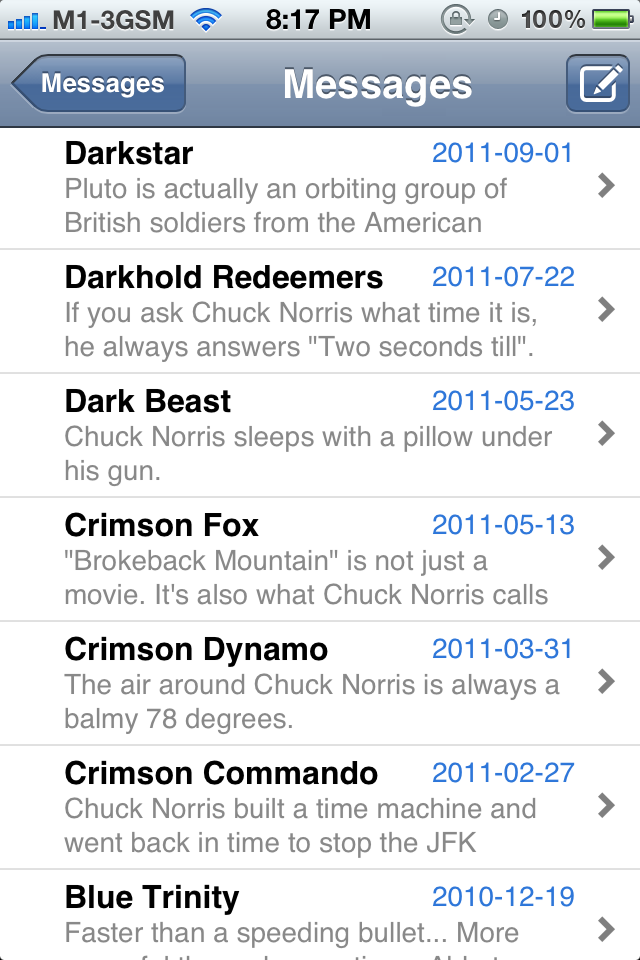 M1-3GSM 8:17 PM 100%
Messages Messages
Darkstar 2011-09-01
Pluto is actually an orbiting group of
British soldiers from the American
Darkhold Redeemers 2011-07-22
If you ask Chuck Norris what time it is,
he always answers "Two seconds till".
Dark Beast 2011-05-23
Chuck Norris sleeps with a pillow under
his gun.
Crimson Fox 2011-05-13
"Brokeback Mountain" is not just a
movie. It's also what Chuck Norris calls
Crimson Dynamo 2011-03-31
The air around Chuck Norris is always a
balmy 78 degrees.
Crimson Commando 2011-02-27
Chuck Norris built a time machine and
went back in time to stop the JFK
Blue Trinity 2010-12-19
Faster than a speeding bullet... More